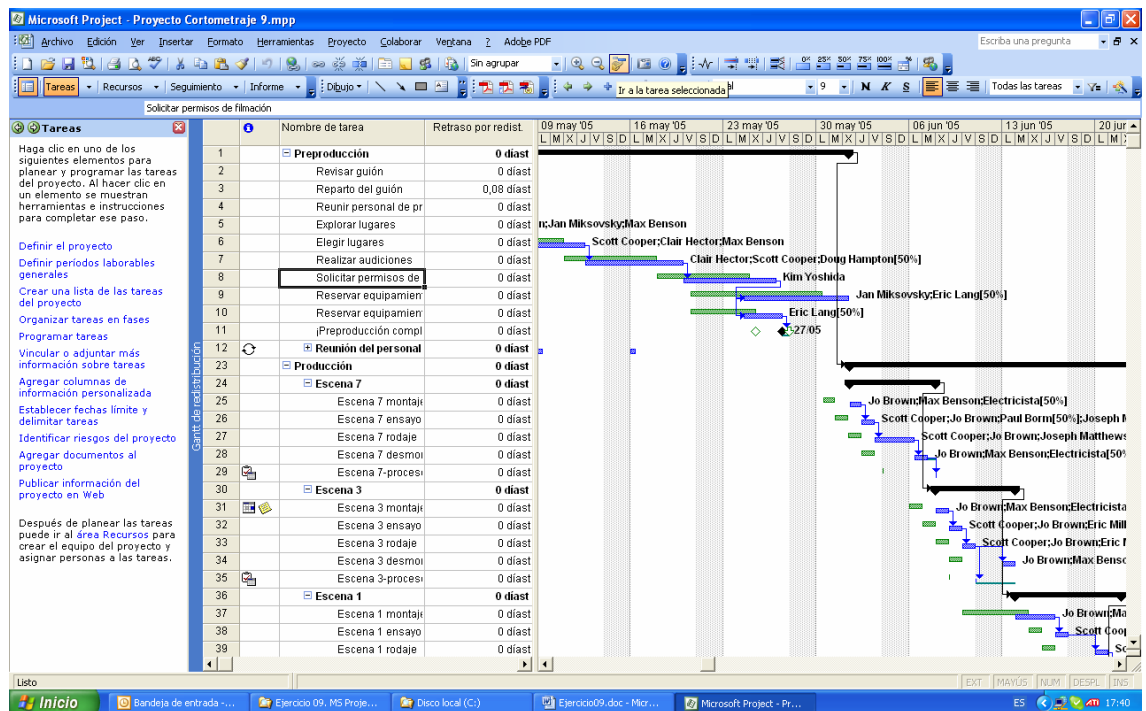 Microsoft Project - Proyecto Cortometraje 9.mpp
Archivo Edición Ver Insertar Formato Herramientas Proyecto Colaborar Ventana ? Adobe PDF
Escriba una pregunta
Sin agrupar
0% 25% 50% 75% 100%
Tareas Recursos Seguimiento Informe Dibujo
Ir a la tarea seleccionada
9 N K S Todas las tareas
Solicitar permisos de filmación
Tareas
Haga clic en uno de los
siguientes elementos para
planear y programar las tareas
del proyecto. Al hacer clic en
un elemento se muestran
herramientas e instrucciones
para completar ese paso.
Definir el proyecto
Definir períodos laborables
generales
Crear una lista de las tareas
del proyecto
Organizar tareas en fases
Programar tareas
Vincular o adjuntar más
información sobre tareas
Agregar columnas de
información personalizada
Establecer fechas límite y
delimitar tareas
Identificar riesgos del proyecto
Agregar documentos al
proyecto
Publicar información del
proyecto en Web
Después de planear las tareas
puede ir al área Recursos para
crear el equipo del proyecto y
asignar personas a las tareas.
Gantt de redistribución
Nombre de tarea Retraso por redist.
09 may '05 16 may '05 23 may '05 30 may '05 06 jun '05 13 jun '05 20 jur
L M X J V S D L M X J V S D L M X J V S D L M X J V S D L M X J V S D L M X J V S D L M
1 Preproducción 0 díast
2 Revisar guión 0 díast
3 Reparto del guión 0,08 díast
4 Reunir personal de pr 0 díast
5 Explorar lugares 0 díast n;Jan Miksovsky;Max Benson
6 Elegir lugares 0 díast Scott Cooper;Clair Hector;Max Benson
7 Realizar audiciones 0 díast Clair Hector;Scott Cooper;Doug Hampton[50%]
8 Solicitar permisos de 0 díast Kim Yoshida
9 Reservar equipamien 0 díast Jan Miksovsky;Eric Lang[50%]
10 Reservar equipamien 0 díast Eric Lang[50%]
11 ¡Preproducción compl 0 díast 27/05
12 Reunión del personal 0 díast
23 Producción 0 díast
24 Escena 7 0 díast
25 Escena 7 montaje 0 díast Jo Brown;Max Benson;Electricista[50%]
26 Escena 7 ensayo 0 díast Scott Cooper;Jo Brown;Paul Borm[50%];Joseph M
27 Escena 7 rodaje 0 díast Scott Cooper;Jo Brown;Joseph Matthews
28 Escena 7 desmon 0 díast Jo Brown;Max Benson;Electricista[50%
29 Escena 7-proces 0 díast
30 Escena 3 0 díast
31 Escena 3 montaje 0 díast Jo Brown;Max Benson;Electricista
32 Escena 3 ensayo 0 díast Scott Cooper;Jo Brown;Eric Mill
33 Escena 3 rodaje 0 díast Scott Cooper;Jo Brown;Eric
34 Escena 3 desmon 0 díast Jo Brown;Max Benso
35 Escena 3-proces 0 díast
36 Escena 1 0 díast
37 Escena 1 montaje 0 díast Jo Brown;Ma
38 Escena 1 ensayo 0 díast Scott Coop
39 Escena 1 rodaje 0 díast Sc
Listo
EXT MAYÚS NUM DESPL INS
Inicio Bandeja de entrada -... Ejercicio 09. MS Proje... Disco local (C:) Ejercicio09.doc - Micr... Microsoft Project - Pr... ES 17:40